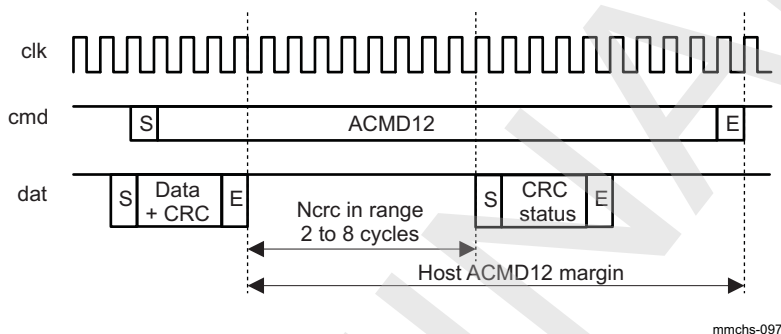 clk
cmd
S
ACMD12
E
dat
S
Data
+ CRC
E
Ncrc in range
2 to 8 cycles
S
CRC
status
E
Host ACMD12 margin
mmchs-097